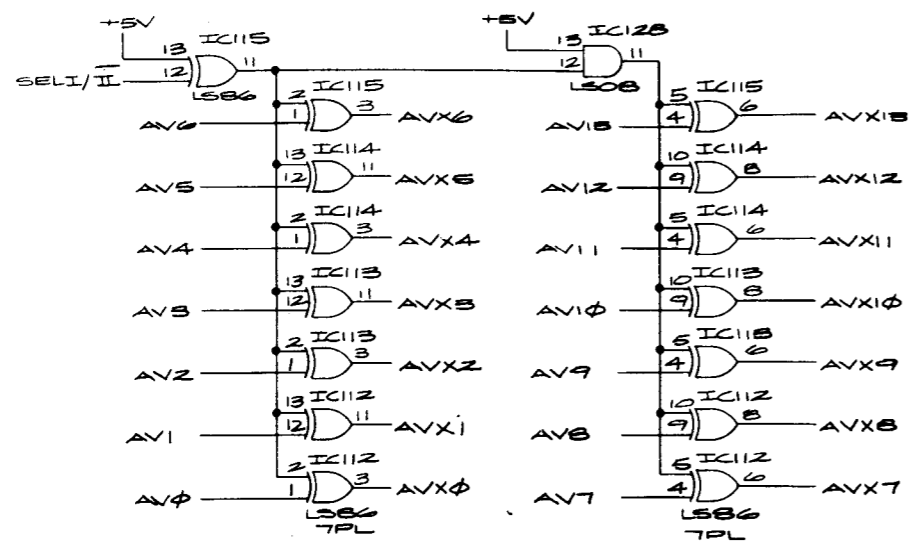 +5V
13
IC115
11
SELI/I̅I̅
12
LS86
+5V
13
IC128
11
12
LS08
2
IC115
3
1
AV6
AVX6
5
IC115
6
4
AV13
AVX13
13
IC114
11
12
AV5
AVX5
10
IC114
8
9
AV12
AVX12
2
IC114
3
1
AV4
AVX4
5
IC114
6
4
AV11
AVX11
13
IC113
11
12
AV3
AVX3
10
IC113
8
9
AV1Ø
AVX1Ø
2
IC113
3
1
AV2
AVX2
5
IC113
6
4
AV9
AVX9
13
IC112
11
12
AV1
AVX1
10
IC112
8
9
AV8
AVX8
2
IC112
3
1
AVØ
AVXØ
LS86
7PL
5
IC112
6
4
AV7
AVX7
LS86
7PL